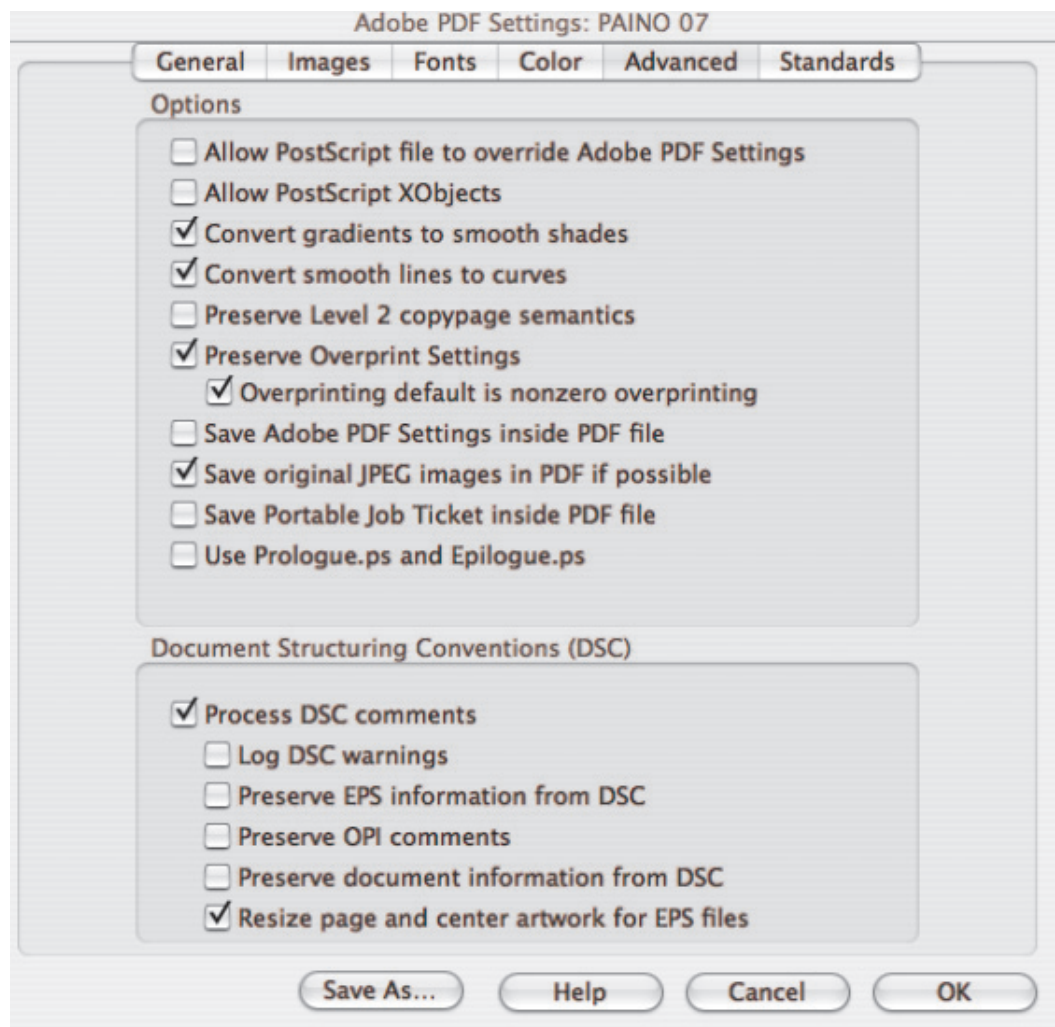 Adobe PDF Settings: PAINO 07
General Images Fonts Color Advanced Standards
Options
Allow PostScript file to override Adobe PDF Settings
Allow PostScript XObjects
Convert gradients to smooth shades
Convert smooth lines to curves
Preserve Level 2 copypage semantics
Preserve Overprint Settings
Overprinting default is nonzero overprinting
Save Adobe PDF Settings inside PDF file
Save original JPEG images in PDF if possible
Save Portable Job Ticket inside PDF file
Use Prologue.ps and Epilogue.ps
Document Structuring Conventions (DSC)
Process DSC comments
Log DSC warnings
Preserve EPS information from DSC
Preserve OPI comments
Preserve document information from DSC
Resize page and center artwork for EPS files
Save As... Help Cancel OK